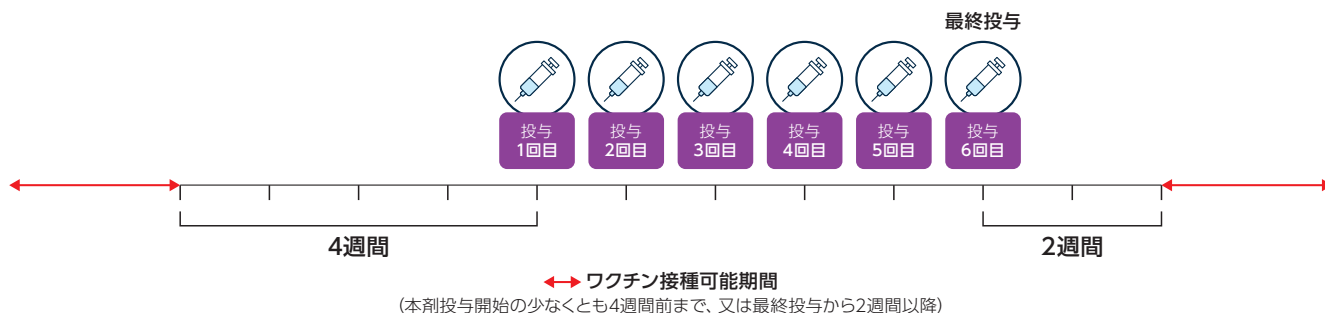 最終投与
投与
1回目
投与
2回目
投与
3回目
投与
4回目
投与
5回目
投与
6回目
4週間
2週間
ワクチン接種可能期間
(本剤投与開始の少なくとも4週間前まで、又は最終投与から2週間以降)